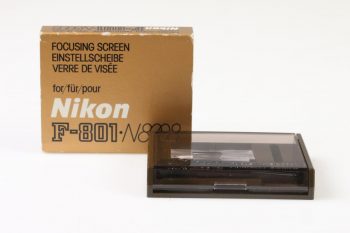 FOCUSING SCREEN
EINSTELLSCHEIBE
VERRE DE VISÉE
for/für/pour
Nikon
F-801·N8008